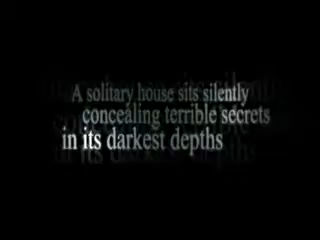 A solitary house sits silently
concealing terrible secrets
in its darkest depths